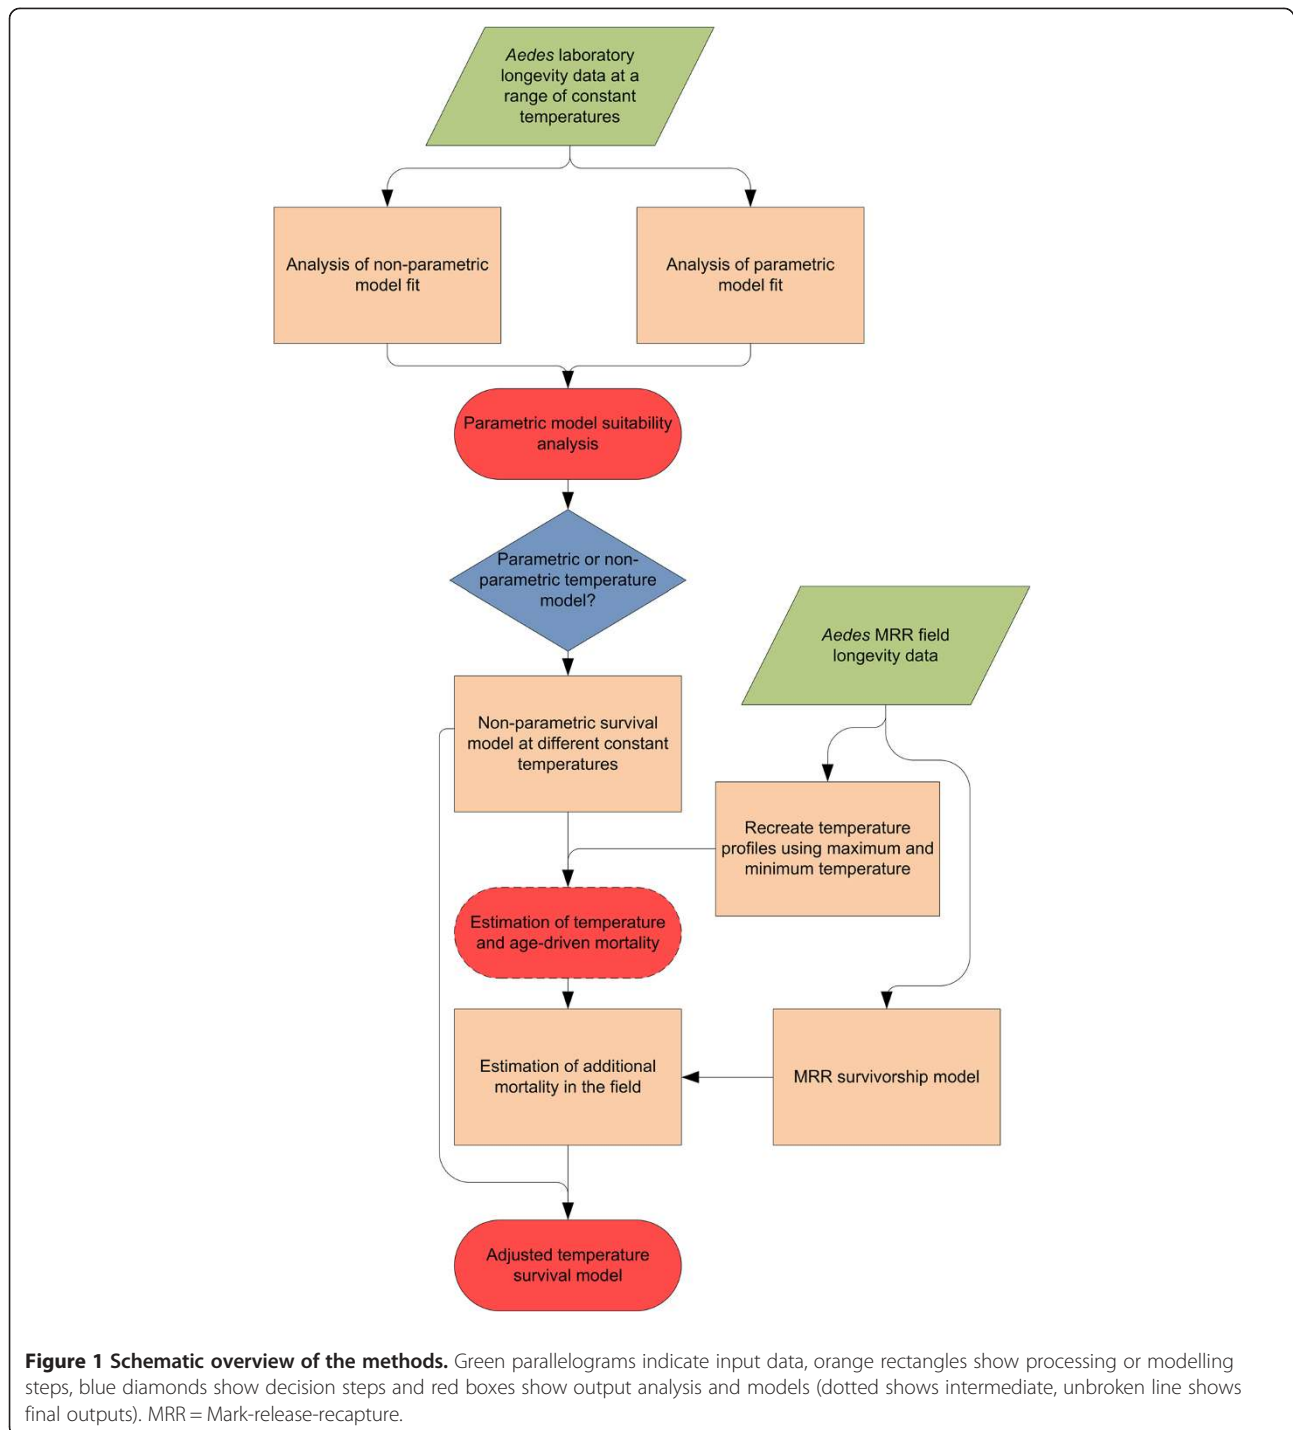 Aedes laboratory
longevity data at a
range of constant
temperatures
Analysis of non-parametric
model fit
Analysis of parametric
model fit
Parametric model suitability
analysis
Parametric or non-
parametric temperature
model?
Aedes MRR field
longevity data
Non-parametric survival
model at different constant
temperatures
Recreate temperature
profiles using maximum and
minimum temperature
Estimation of temperature
and age-driven mortality
Estimation of additional
mortality in the field
MRR survivorship model
Adjusted temperature
survival model
Figure 1 Schematic overview of the methods. Green parallelograms indicate input data, orange rectangles show processing or modelling
steps, blue diamonds show decision steps and red boxes show output analysis and models (dotted shows intermediate, unbroken line shows
final outputs). MRR = Mark-release-recapture.